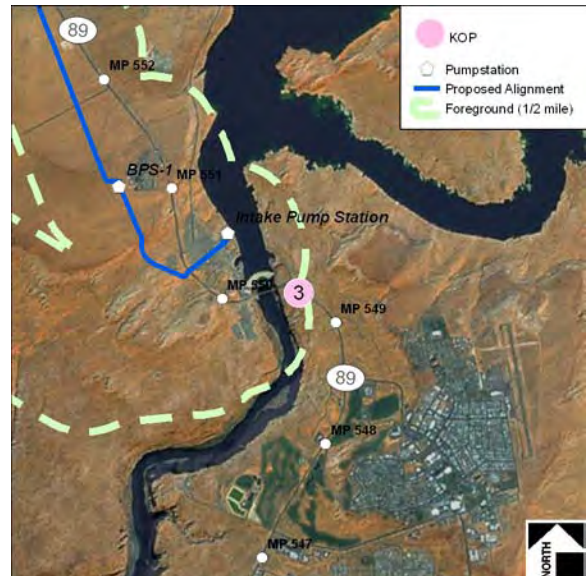 89
MP 552
BPS-1
MP 551
Intake Pump Station
MP 550
3
MP 549
89
MP 548
MP 547
KOP
Pumpstation
Proposed Alignment
Foreground (1/2 mile)
NORTH